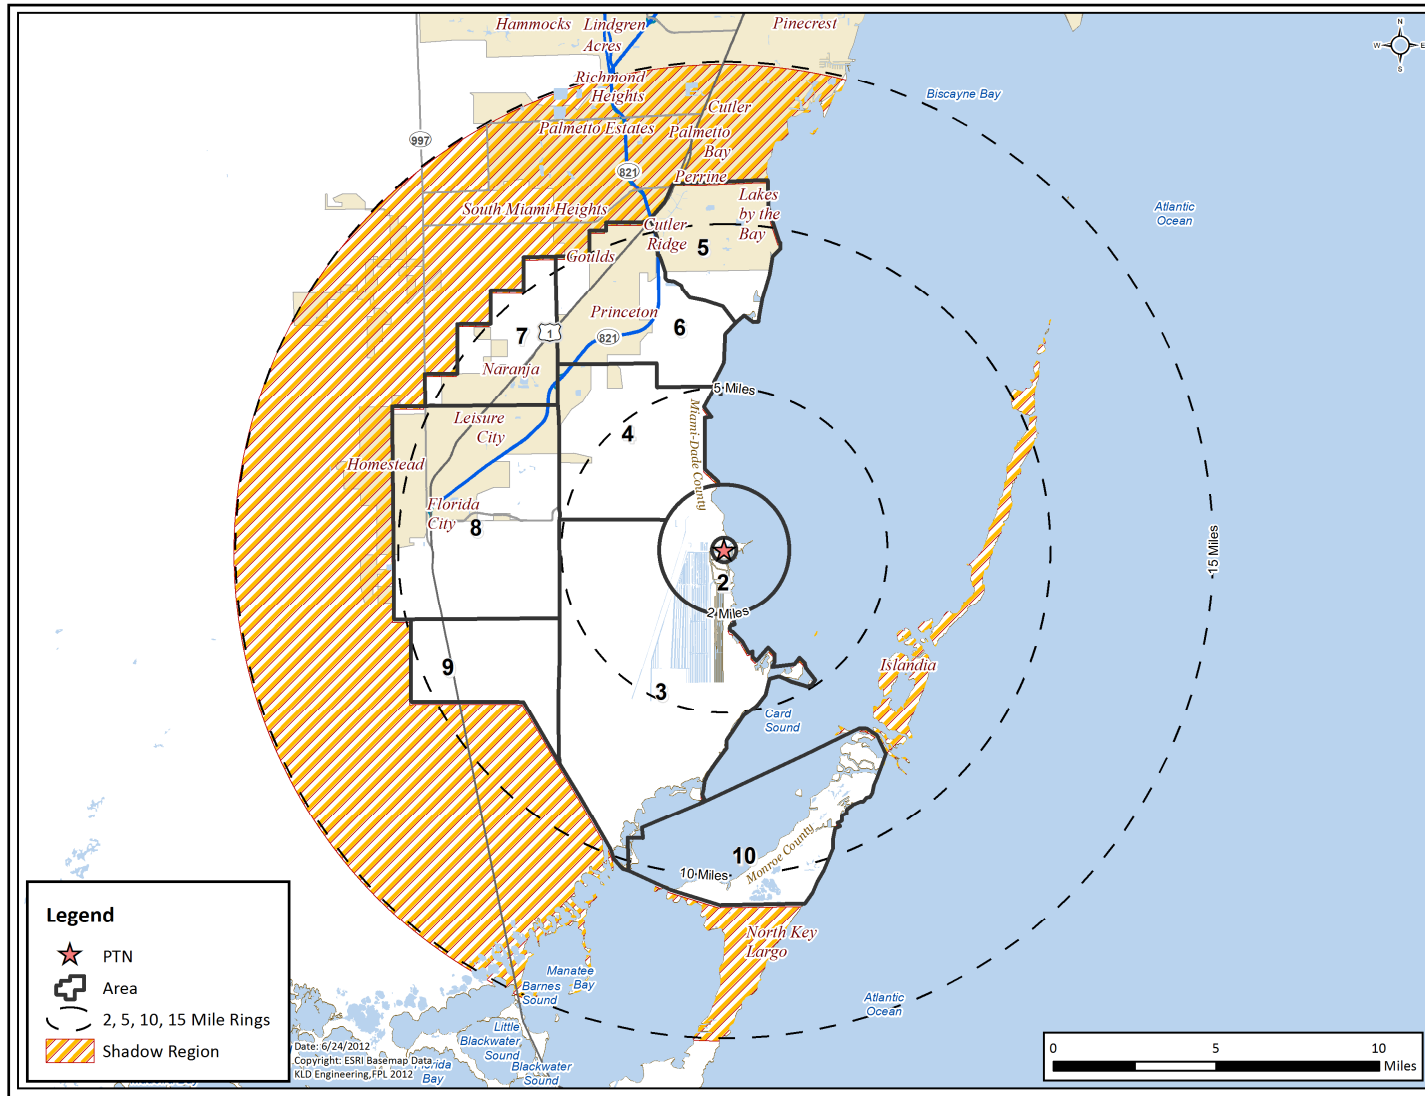 Hammocks
Lindgren
Acres
Pinecrest
N
W
E
S
Richmond
Heights
Biscayne Bay
Cutler
997
Palmetto Estates
Palmetto
Bay
821
Perrine
Lakes
by the
Bay
South Miami Heights
Atlantic
Ocean
Cutler
Ridge
5
Goulds
Princeton
7
1
821
6
Naranja
5 Miles
Leisure
City
4
Miami-Dade County
Homestead
Florida
City
8
15 Miles
2
2 Miles
9
3
Islandia
Card
Sound
10
10 Miles
Monroe County
North Key
Largo
Manatee
Bay
Barnes
Sound
Atlantic
Ocean
Little
Blackwater
Sound
Blackwater
Sound
Bay
Legend
PTN
Area
2, 5, 10, 15 Mile Rings
Shadow Region
Date: 6/24/2012
Copyright: ESRI Basemap Data
KLD Engineering,FPL 2012
0
5
10
Miles